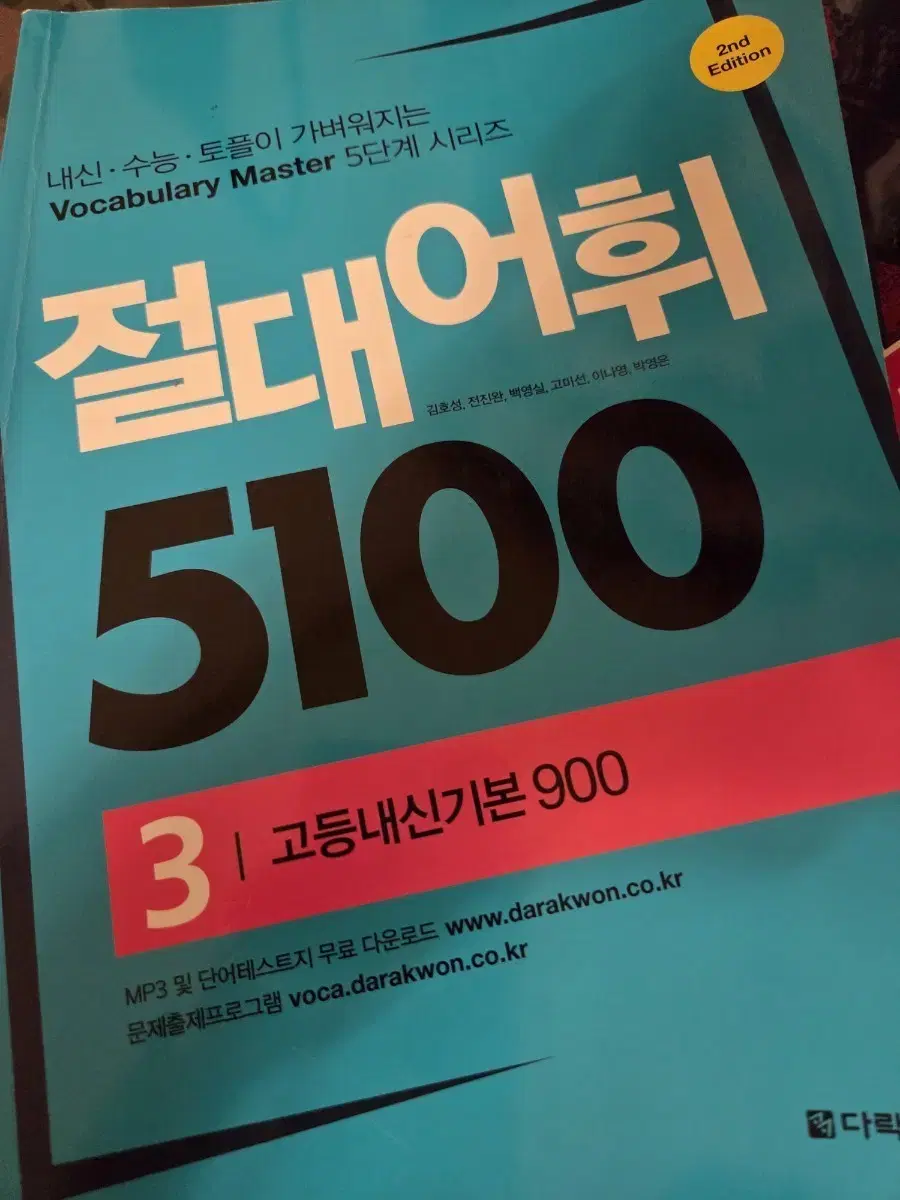 2nd
Edition
내신·수능·토플이 가벼워지는
Vocabulary Master 5단계 시리즈
절대어휘
김호성, 전진완, 백영실, 고미선, 이나영, 박영은
5100
3 | 고등내신기본 900
MP3 및 단어테스트지 무료 다운로드 www.darakwon.co.kr
문제출제프로그램 voca.darakwon.co.kr
다락